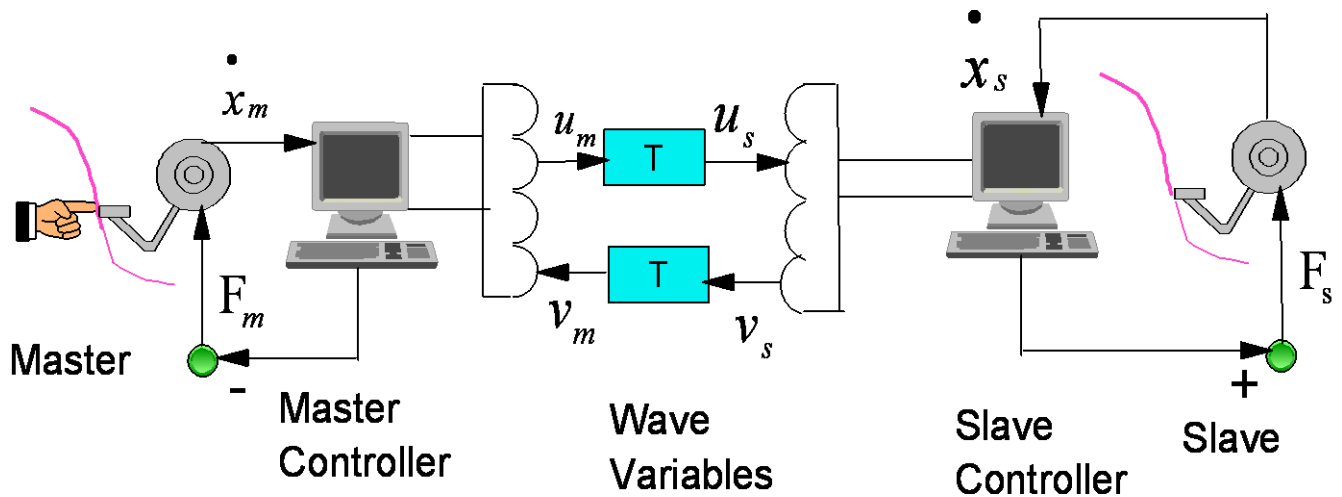 ẋₘ
ẋₛ
uₘ
T
uₛ
vₘ
T
vₛ
Fₘ
Fₛ
Master
-
+
Master
Controller
Wave
Variables
Slave
Controller
Slave